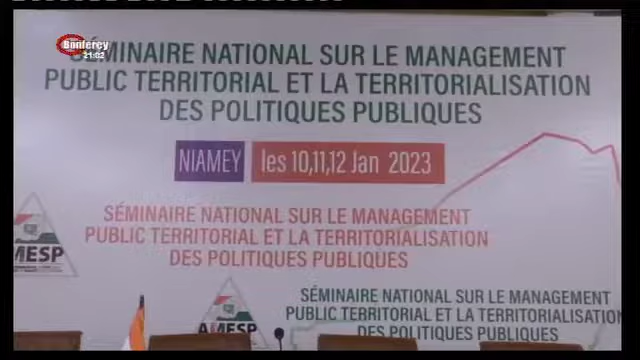 Bonferey
21:02
SÉMINAIRE NATIONAL SUR LE MANAGEMENT
PUBLIC TERRITORIAL ET LA TERRITORIALISATION
DES POLITIQUES PUBLIQUES
NIAMEY les 10,11,12 Jan 2023
SÉMINAIRE NATIONAL SUR LE MANAGEMENT
PUBLIC TERRITORIAL ET LA TERRITORIALISATION
DES POLITIQUES PUBLIQUES
MESP
SÉMINAIRE NATIONAL SUR LE MANAGEMENT
PUBLIC TERRITORIAL ET LA TERRITORIALISATION
DES POLITIQUES PUBLIQUES
AMESP